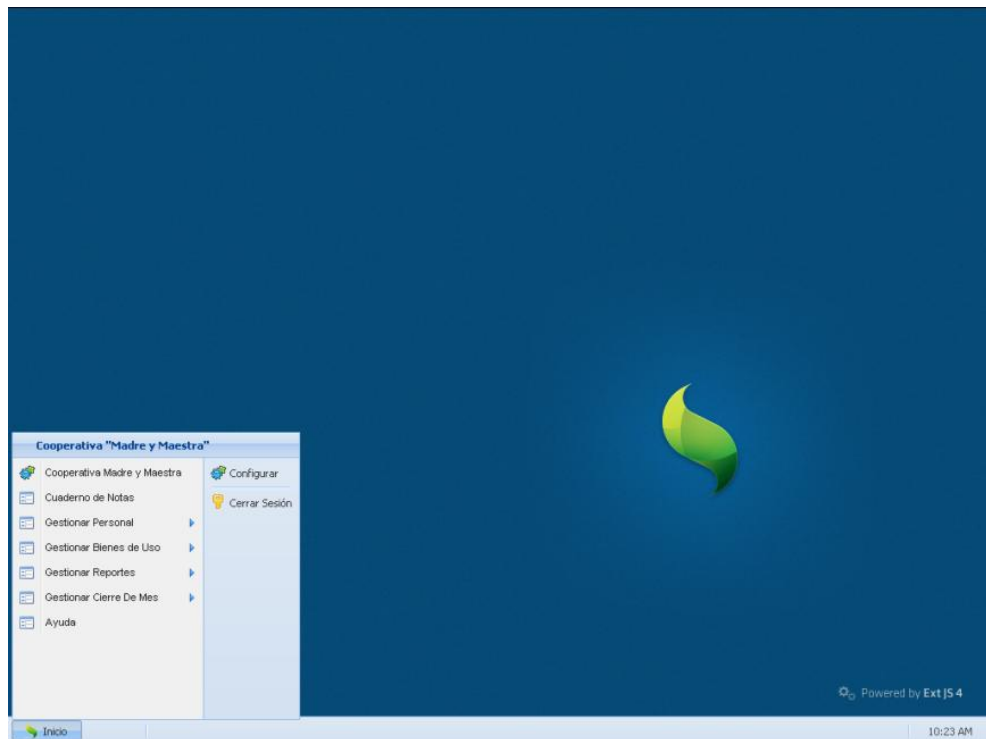 Cooperativa "Madre y Maestra"
Cooperativa Madre y Maestra
Cuaderno de Notas
Gestionar Personal
Gestionar Bienes de Uso
Gestionar Reportes
Gestionar Cierre De Mes
Ayuda
Configurar
Cerrar Sesión
Powered by Ext JS 4
Inicio
10:23 AM